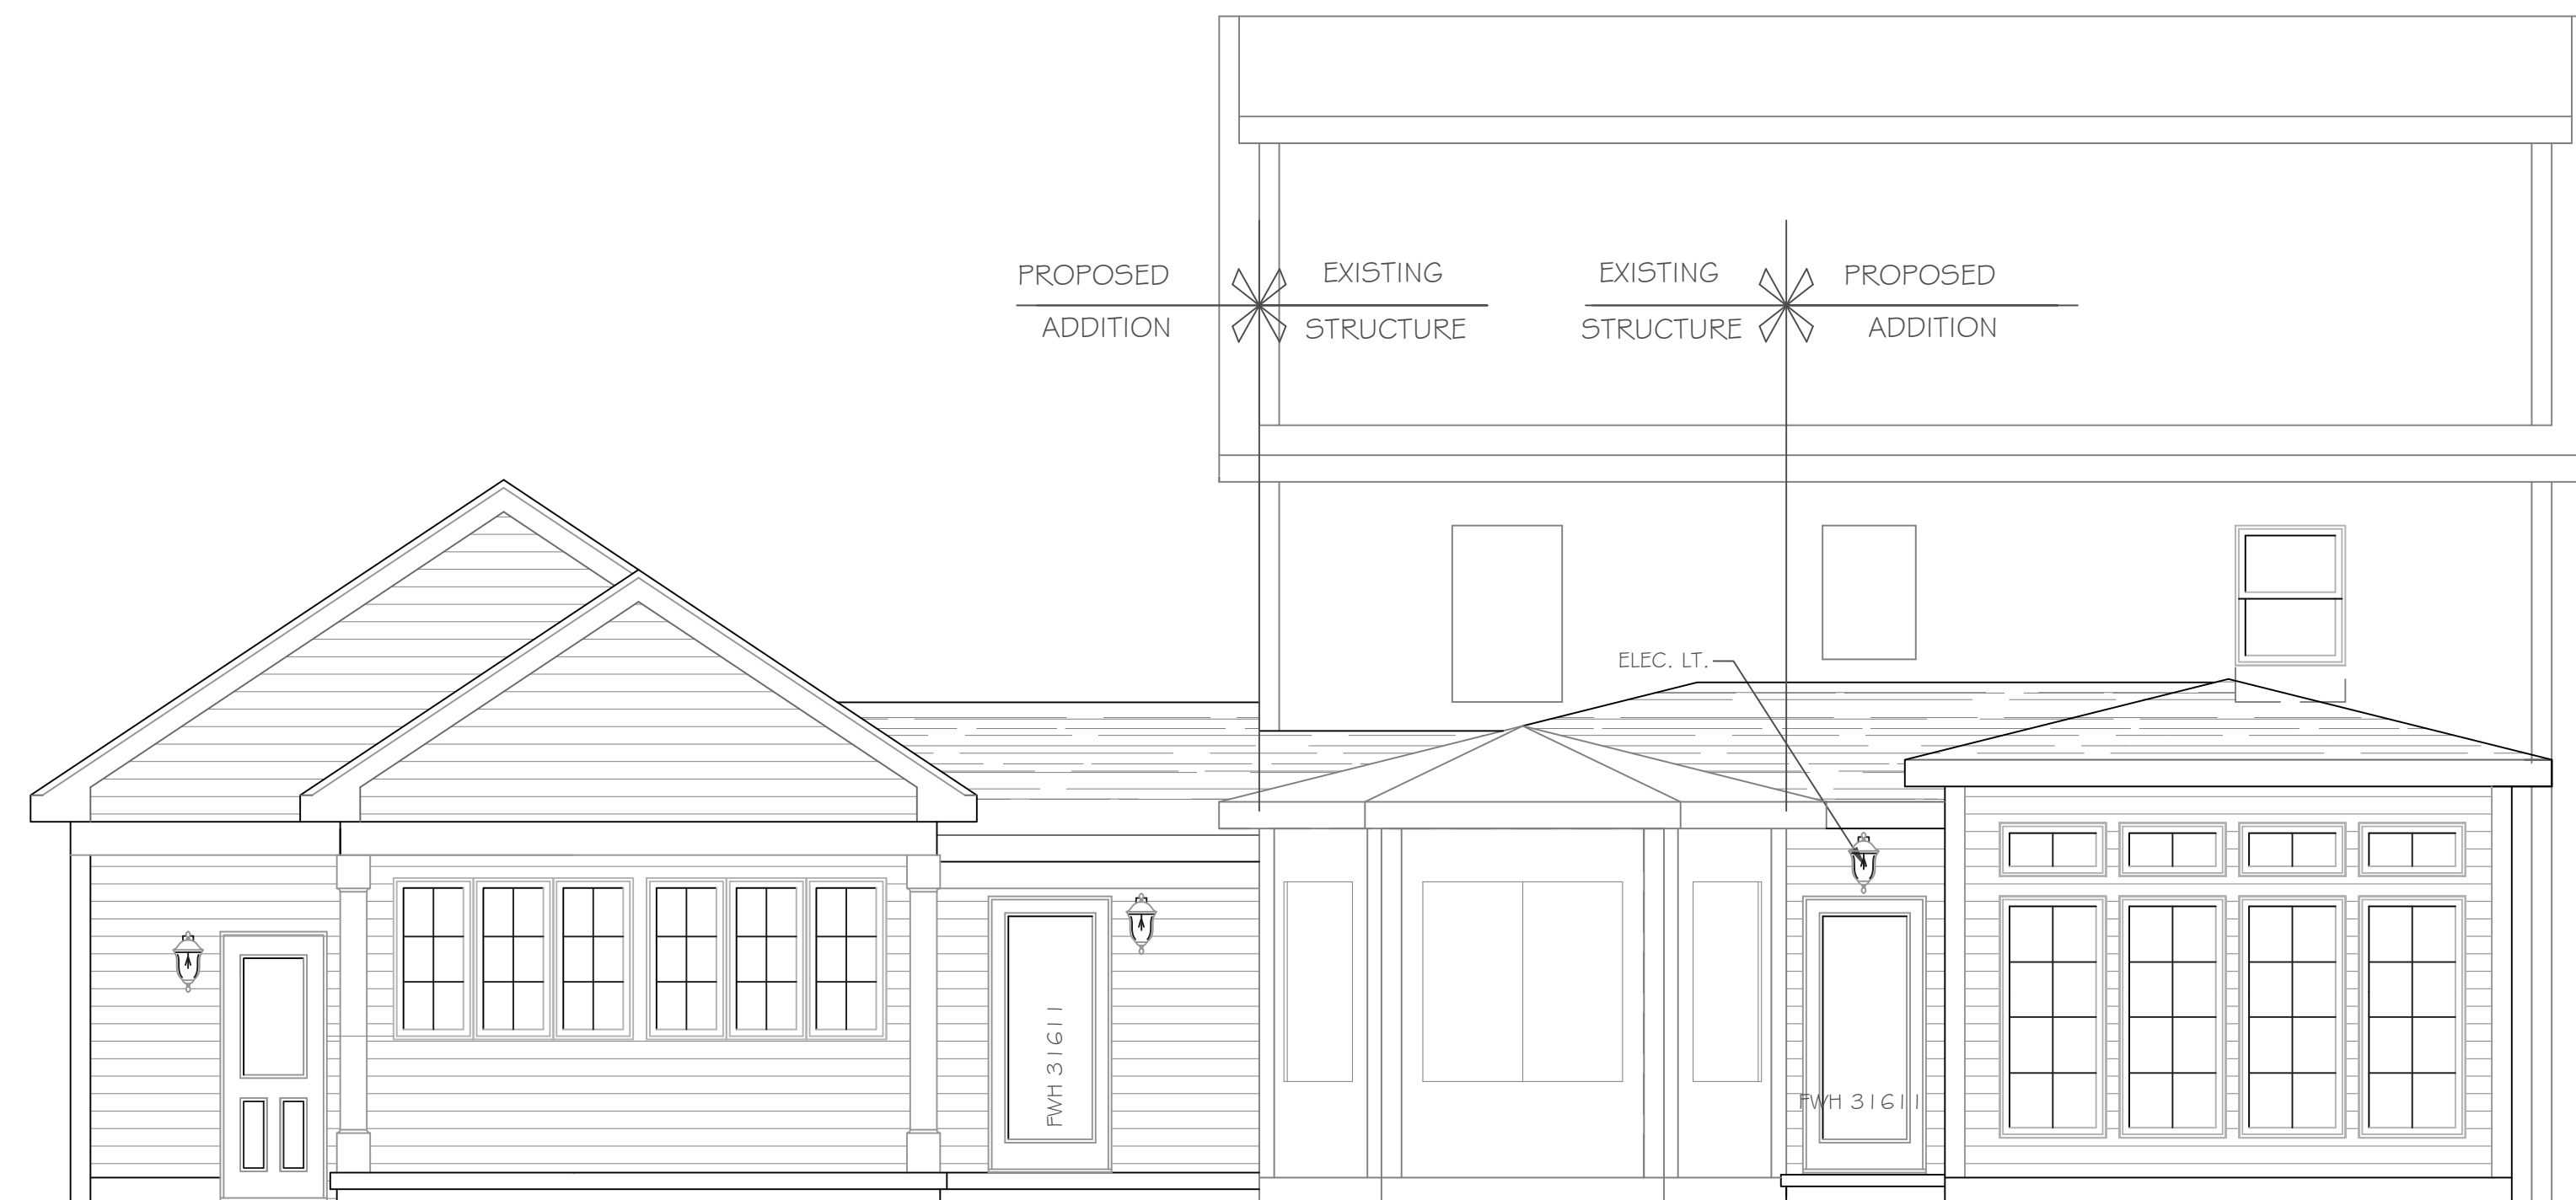 PROPOSED
ADDITION
EXISTING
STRUCTURE
EXISTING
STRUCTURE
PROPOSED
ADDITION
ELEC. LT.
FWH 31611
FWH 31611